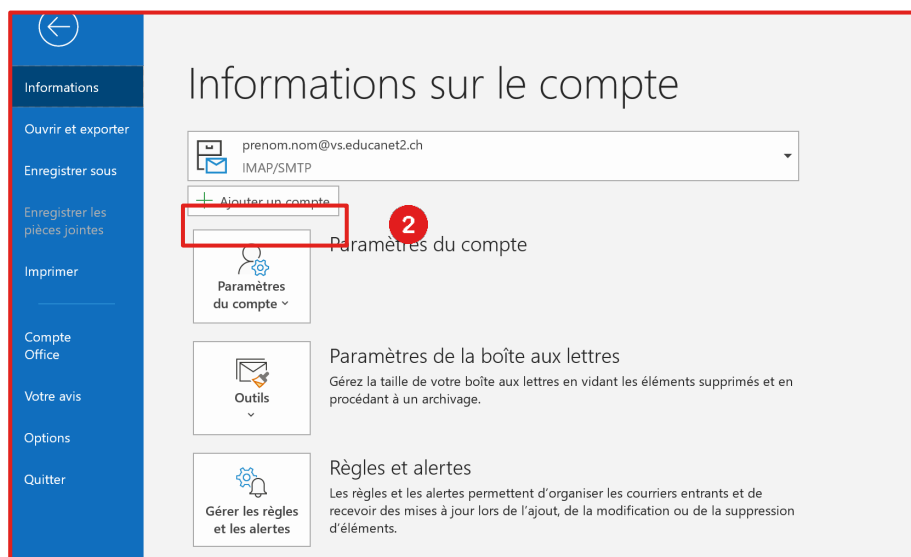 Informations
Ouvrir et exporter
Enregistrer sous
Enregistrer les
pièces jointes
Imprimer
Compte
Office
Votre avis
Options
Quitter
Informations sur le compte
prenom.nom@vs.educanet2.ch
IMAP/SMTP
Ajouter un compte
2
Paramètres
du compte
Paramètres du compte
Outils
Paramètres de la boîte aux lettres
Gérez la taille de votre boîte aux lettres en vidant les éléments supprimés et en
procédant à un archivage.
Gérer les règles
et les alertes
Règles et alertes
Les règles et les alertes permettent d'organiser les courriers entrants et de
recevoir des mises à jour lors de l'ajout, de la modification ou de la suppression
d'éléments.